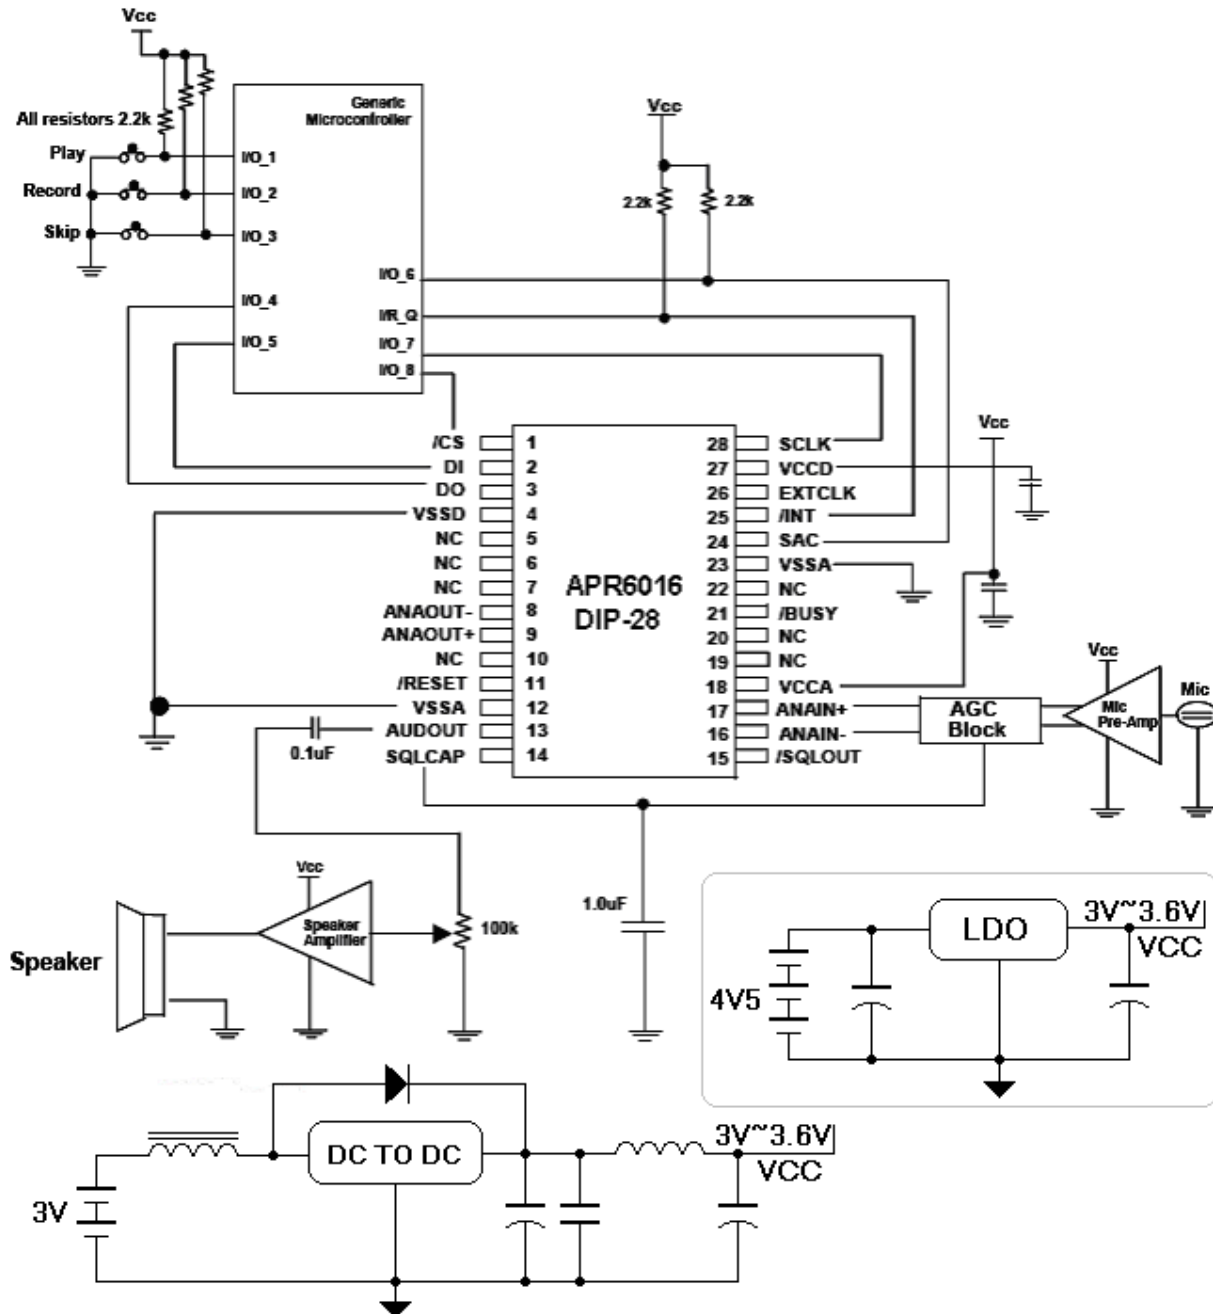 Vcc
All resistors 2.2k
Play
Record
Skip
Generic
Microcontroller
I/O_1
I/O_2
I/O_3
I/O_4
I/O_5
I/O_6
I/R_Q
I/O_7
I/O_8
Vcc
2.2k
2.2k
/CS 1
DI 2
DO 3
VSSD 4
NC 5
NC 6
NC 7
ANAOUT- 8
ANAOUT+ 9
NC 10
/RESET 11
VSSA 12
AUDOUT 13
SQLCAP 14
APR6016
DIP-28
28 SCLK
27 VCCD
26 EXTCLK
25 /INT
24 SAC
23 VSSA
22 NC
21 /BUSY
20 NC
19 NC
18 VCCA
17 ANAIN+
16 ANAIN-
15 /SQLOUT
Vcc
AGC
Block
Vcc
Mic
Pre-Amp
Mic
0.1uF
Vcc
Speaker
Amplifier
100k
Speaker
1.0uF
LDO
3V~3.6V
VCC
4V5
DC TO DC
3V~3.6V
VCC
3V